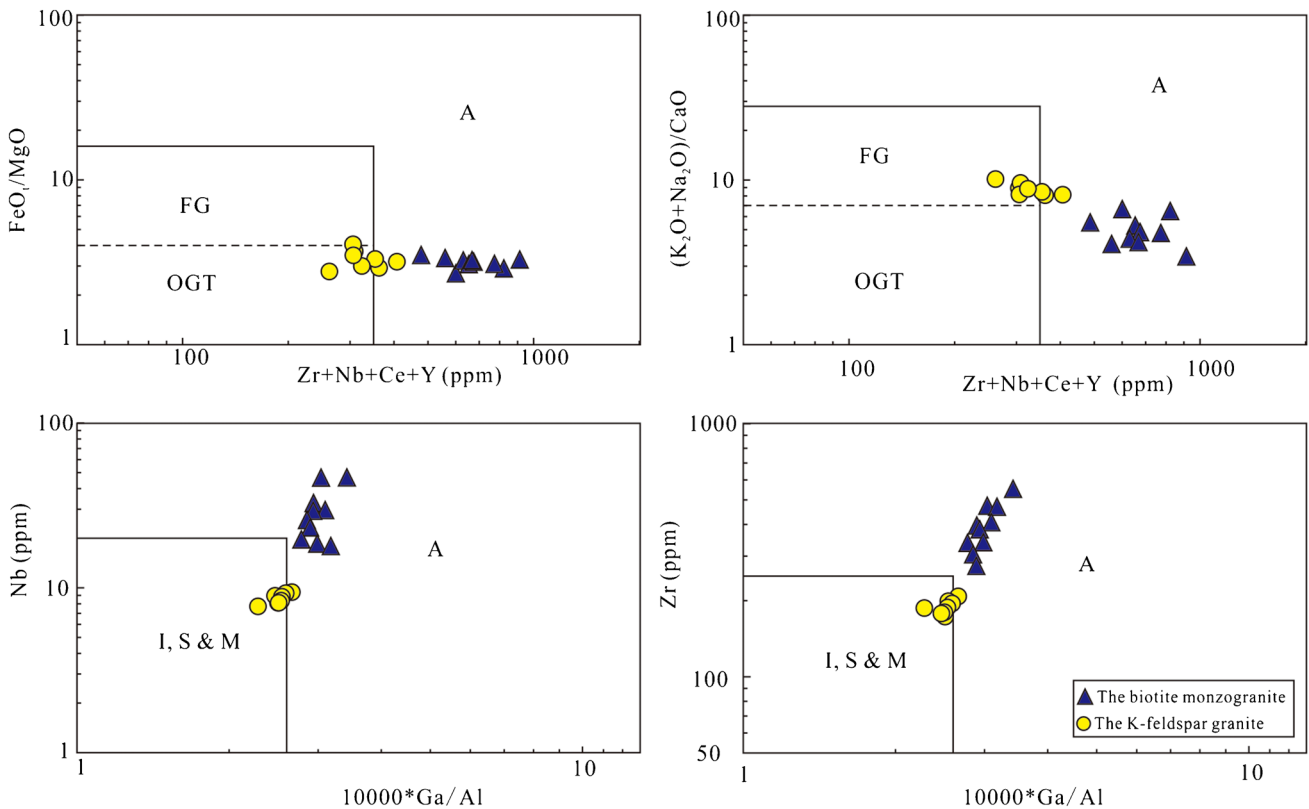 100
10
1
FeOt/MgO
A
FG
OGT
100
1000
Zr+Nb+Ce+Y (ppm)
100
10
1
(K₂O+Na₂O)/CaO
A
FG
OGT
100
1000
Zr+Nb+Ce+Y (ppm)
100
10
1
Nb (ppm)
A
I, S & M
1
10
10000*Ga/Al
1000
100
50
Zr (ppm)
A
I, S & M
The biotite monzogranite
The K-feldspar granite
1
10
10000*Ga/Al